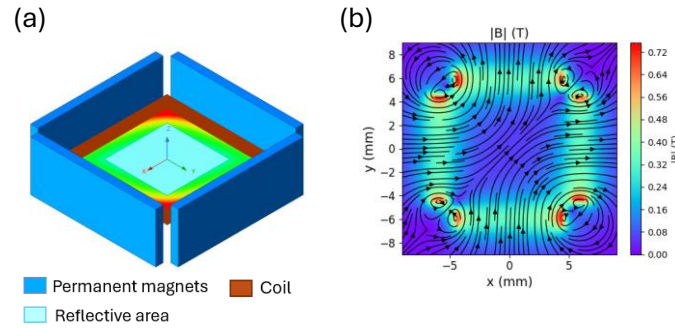 (a)
Z
X
Y
Permanent magnets
Coil
Reflective area
(b)
|B| (T)
8
6
4
2
0
−2
−4
−6
−8
y (mm)
−5
0
5
x (mm)
0.72
0.64
0.56
0.48
0.40
0.32
0.24
0.16
0.08
0.00
|B| (T)